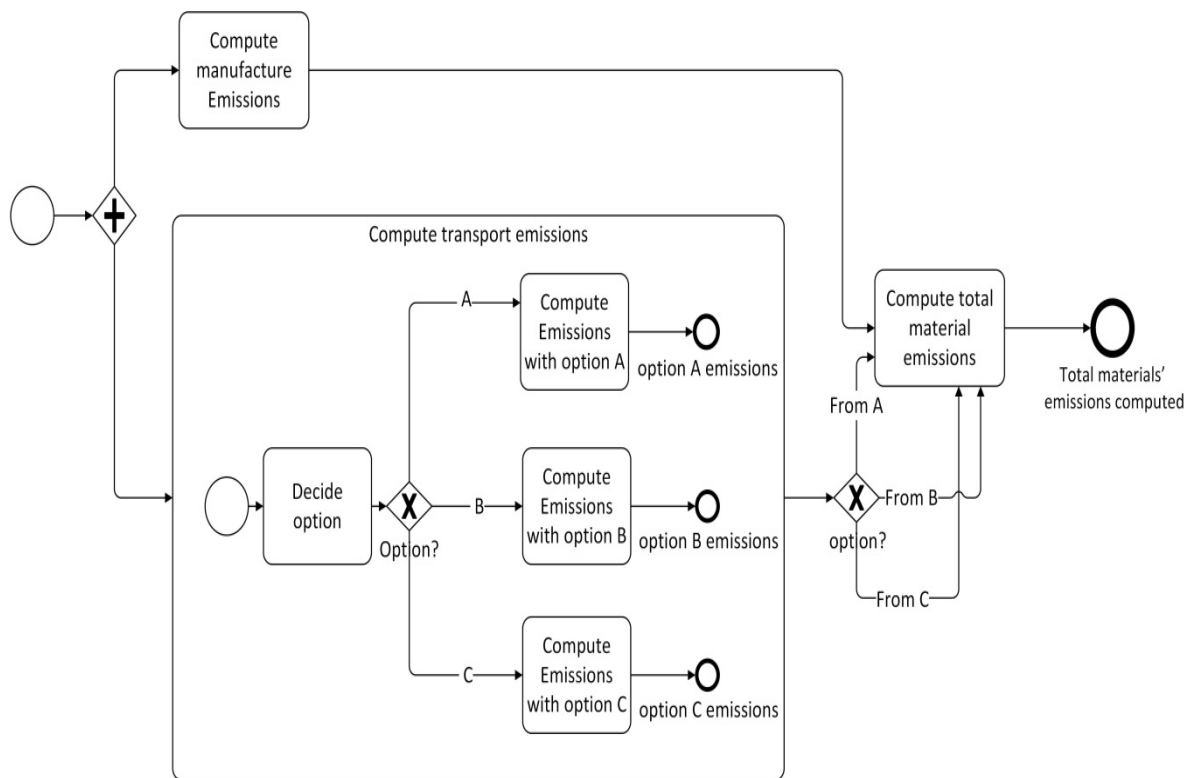 Compute
manufacture
Emissions
Compute transport emissions
A
Compute
Emissions
with option A
option A emissions
Decide
option
Option?
B
Compute
Emissions
with option B
option B emissions
C
Compute
Emissions
with option C
option C emissions
option?
From A
From B
From C
Compute total
material
emissions
Total materials’
emissions computed